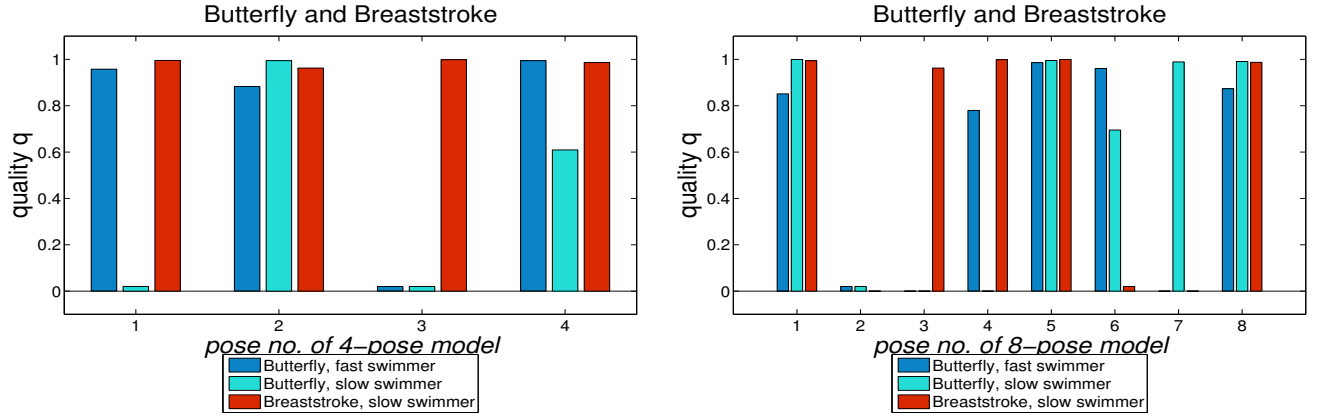 Butterfly and Breaststroke
1
0.8
0.6
0.4
0.2
0
quality q
1 2 3 4
pose no. of 4−pose model
Butterfly, fast swimmer
Butterfly, slow swimmer
Breaststroke, slow swimmer
Butterfly and Breaststroke
1
0.8
0.6
0.4
0.2
0
quality q
1 2 3 4 5 6 7 8
pose no. of 8−pose model
Butterfly, fast swimmer
Butterfly, slow swimmer
Breaststroke, slow swimmer